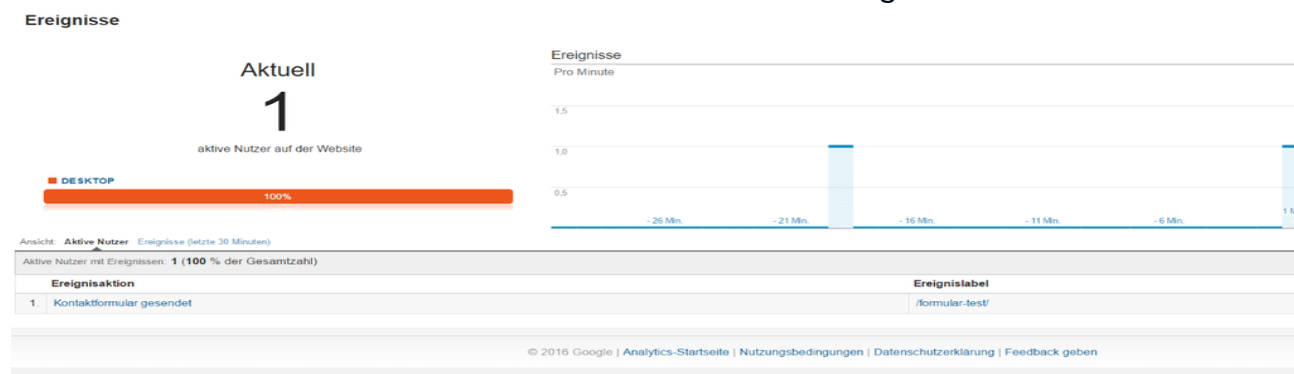 Ereignisse
Aktuell
1
aktive Nutzer auf der Website
DESKTOP
100%
Ereignisse
Pro Minute
1,5
1,0
0,5
- 26 Min.
- 21 Min.
- 16 Min.
- 11 Min.
- 6 Min.
Ansicht: Aktive Nutzer Ereignisse (letzte 30 Minuten)
Aktive Nutzer mit Ereignissen: 1 (100 % der Gesamtzahl)
Ereignisaktion Ereignislabel
1. Kontaktformular gesendet /formular-test/
© 2016 Google | Analytics-Startseite | Nutzungsbedingungen | Datenschutzerklärung | Feedback geben